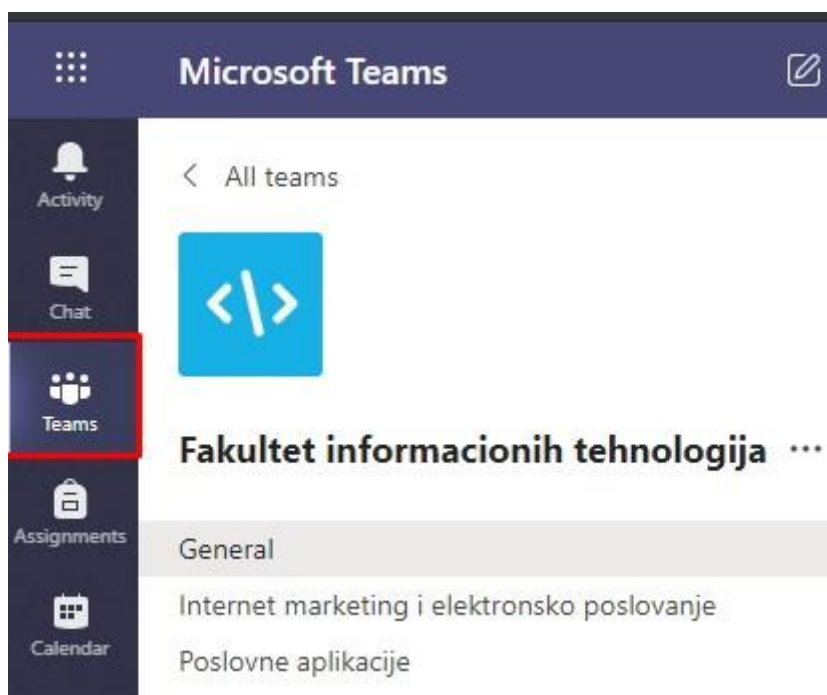 Microsoft Teams
Activity
Chat
Teams
Assignments
Calendar
All teams
</>
Fakultet informacionih tehnologija ...
General
Internet marketing i elektronsko poslovanje
Poslovne aplikacije